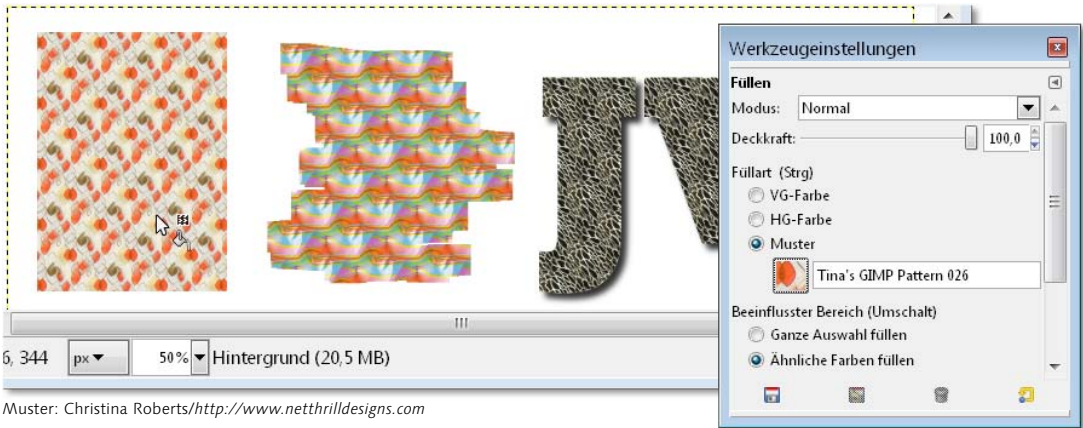 JV
Werkzeugeinstellungen
Füllen
Modus: Normal
Deckkraft: 100,0
Füllart (Strg)
VG-Farbe
HG-Farbe
Muster
Tina's GIMP Pattern 026
Beeinflusster Bereich (Umschalt)
Ganze Auswahl füllen
Ähnliche Farben füllen
6, 344 px 50% Hintergrund (20,5 MB)
Muster: Christina Roberts/http://www.netthrilldesigns.com